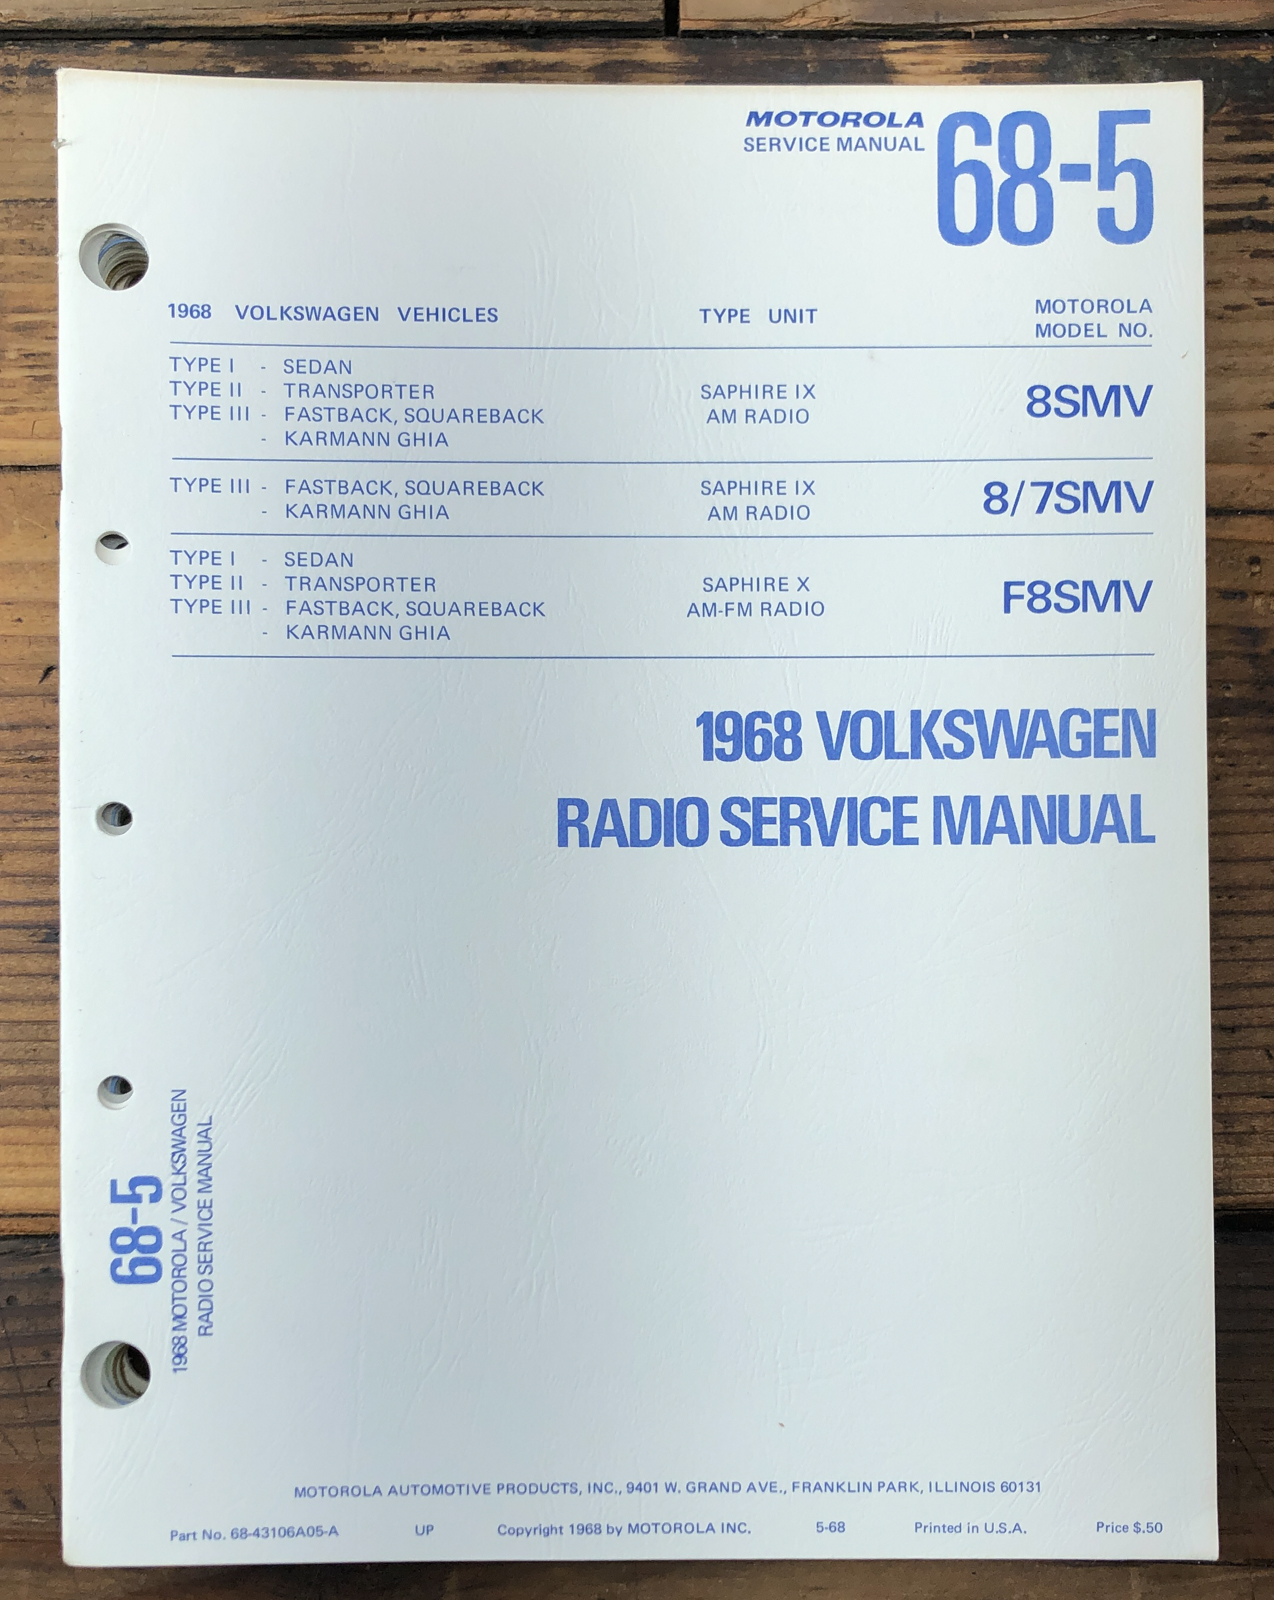 MOTOROLA
SERVICE MANUAL
68-5
1968 VOLKSWAGEN VEHICLES TYPE UNIT MOTOROLA MODEL NO.
TYPE I - SEDAN
TYPE II - TRANSPORTER SAPHIRE IX
TYPE III - FASTBACK, SQUAREBACK AM RADIO 8SMV
- KARMANN GHIA
TYPE III - FASTBACK, SQUAREBACK SAPHIRE IX 8/7SMV
- KARMANN GHIA AM RADIO
TYPE I - SEDAN
TYPE II - TRANSPORTER SAPHIRE X F8SMV
TYPE III - FASTBACK, SQUAREBACK AM-FM RADIO
- KARMANN GHIA
1968 VOLKSWAGEN
RADIO SERVICE MANUAL
68-5
1968 MOTOROLA / VOLKSWAGEN
RADIO SERVICE MANUAL
MOTOROLA AUTOMOTIVE PRODUCTS, INC., 9401 W. GRAND AVE., FRANKLIN PARK, ILLINOIS 60131
Part No. 68-43106A05-A UP Copyright 1968 by MOTOROLA INC. 5-68 Printed in U.S.A. Price $.50